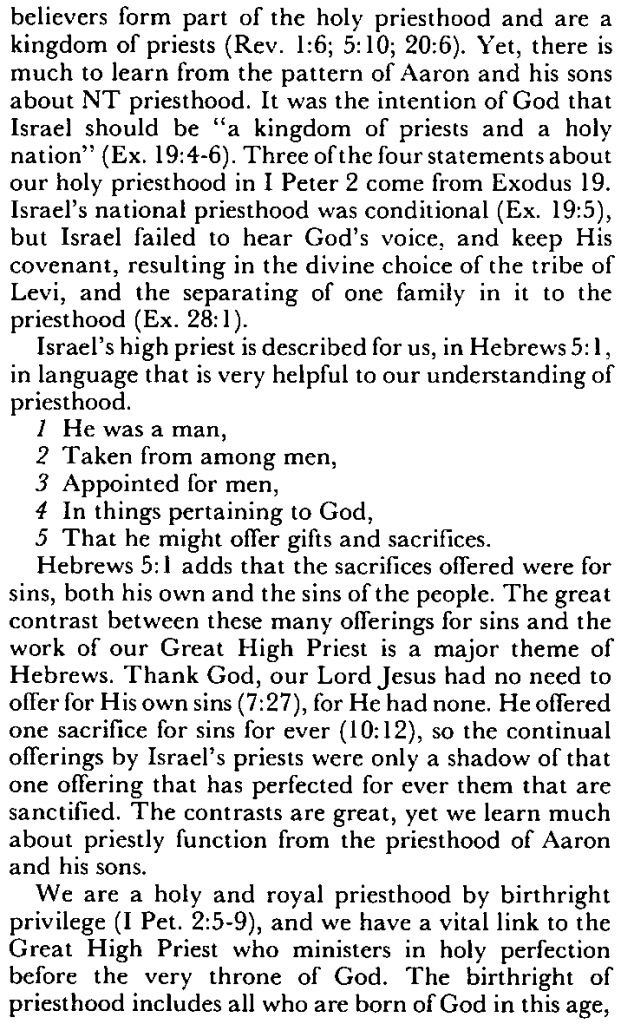 believers form part of the holy priesthood and are a
kingdom of priests (Rev. 1:6; 5:10; 20:6). Yet, there is
much to learn from the pattern of Aaron and his sons
about NT priesthood. It was the intention of God that
Israel should be “a kingdom of priests and a holy
nation” (Ex. 19:4-6). Three of the four statements about
our holy priesthood in I Peter 2 come from Exodus 19.
Israel’s national priesthood was conditional (Ex. 19:5),
but Israel failed to hear God’s voice, and keep His
covenant, resulting in the divine choice of the tribe of
Levi, and the separating of one family in it to the
priesthood (Ex. 28:1).
Israel’s high priest is described for us, in Hebrews 5:1,
in language that is very helpful to our understanding of
priesthood.
1 He was a man,
2 Taken from among men,
3 Appointed for men,
4 In things pertaining to God,
5 That he might offer gifts and sacrifices.
Hebrews 5:1 adds that the sacrifices offered were for
sins, both his own and the sins of the people. The great
contrast between these many offerings for sins and the
work of our Great High Priest is a major theme of
Hebrews. Thank God, our Lord Jesus had no need to
offer for His own sins (7:27), for He had none. He offered
one sacrifice for sins for ever (10:12), so the continual
offerings by Israel’s priests were only a shadow of that
one offering that has perfected for ever them that are
sanctified. The contrasts are great, yet we learn much
about priestly function from the priesthood of Aaron
and his sons.
We are a holy and royal priesthood by birthright
privilege (I Pet. 2:5-9), and we have a vital link to the
Great High Priest who ministers in holy perfection
before the very throne of God. The birthright of
priesthood includes all who are born of God in this age,